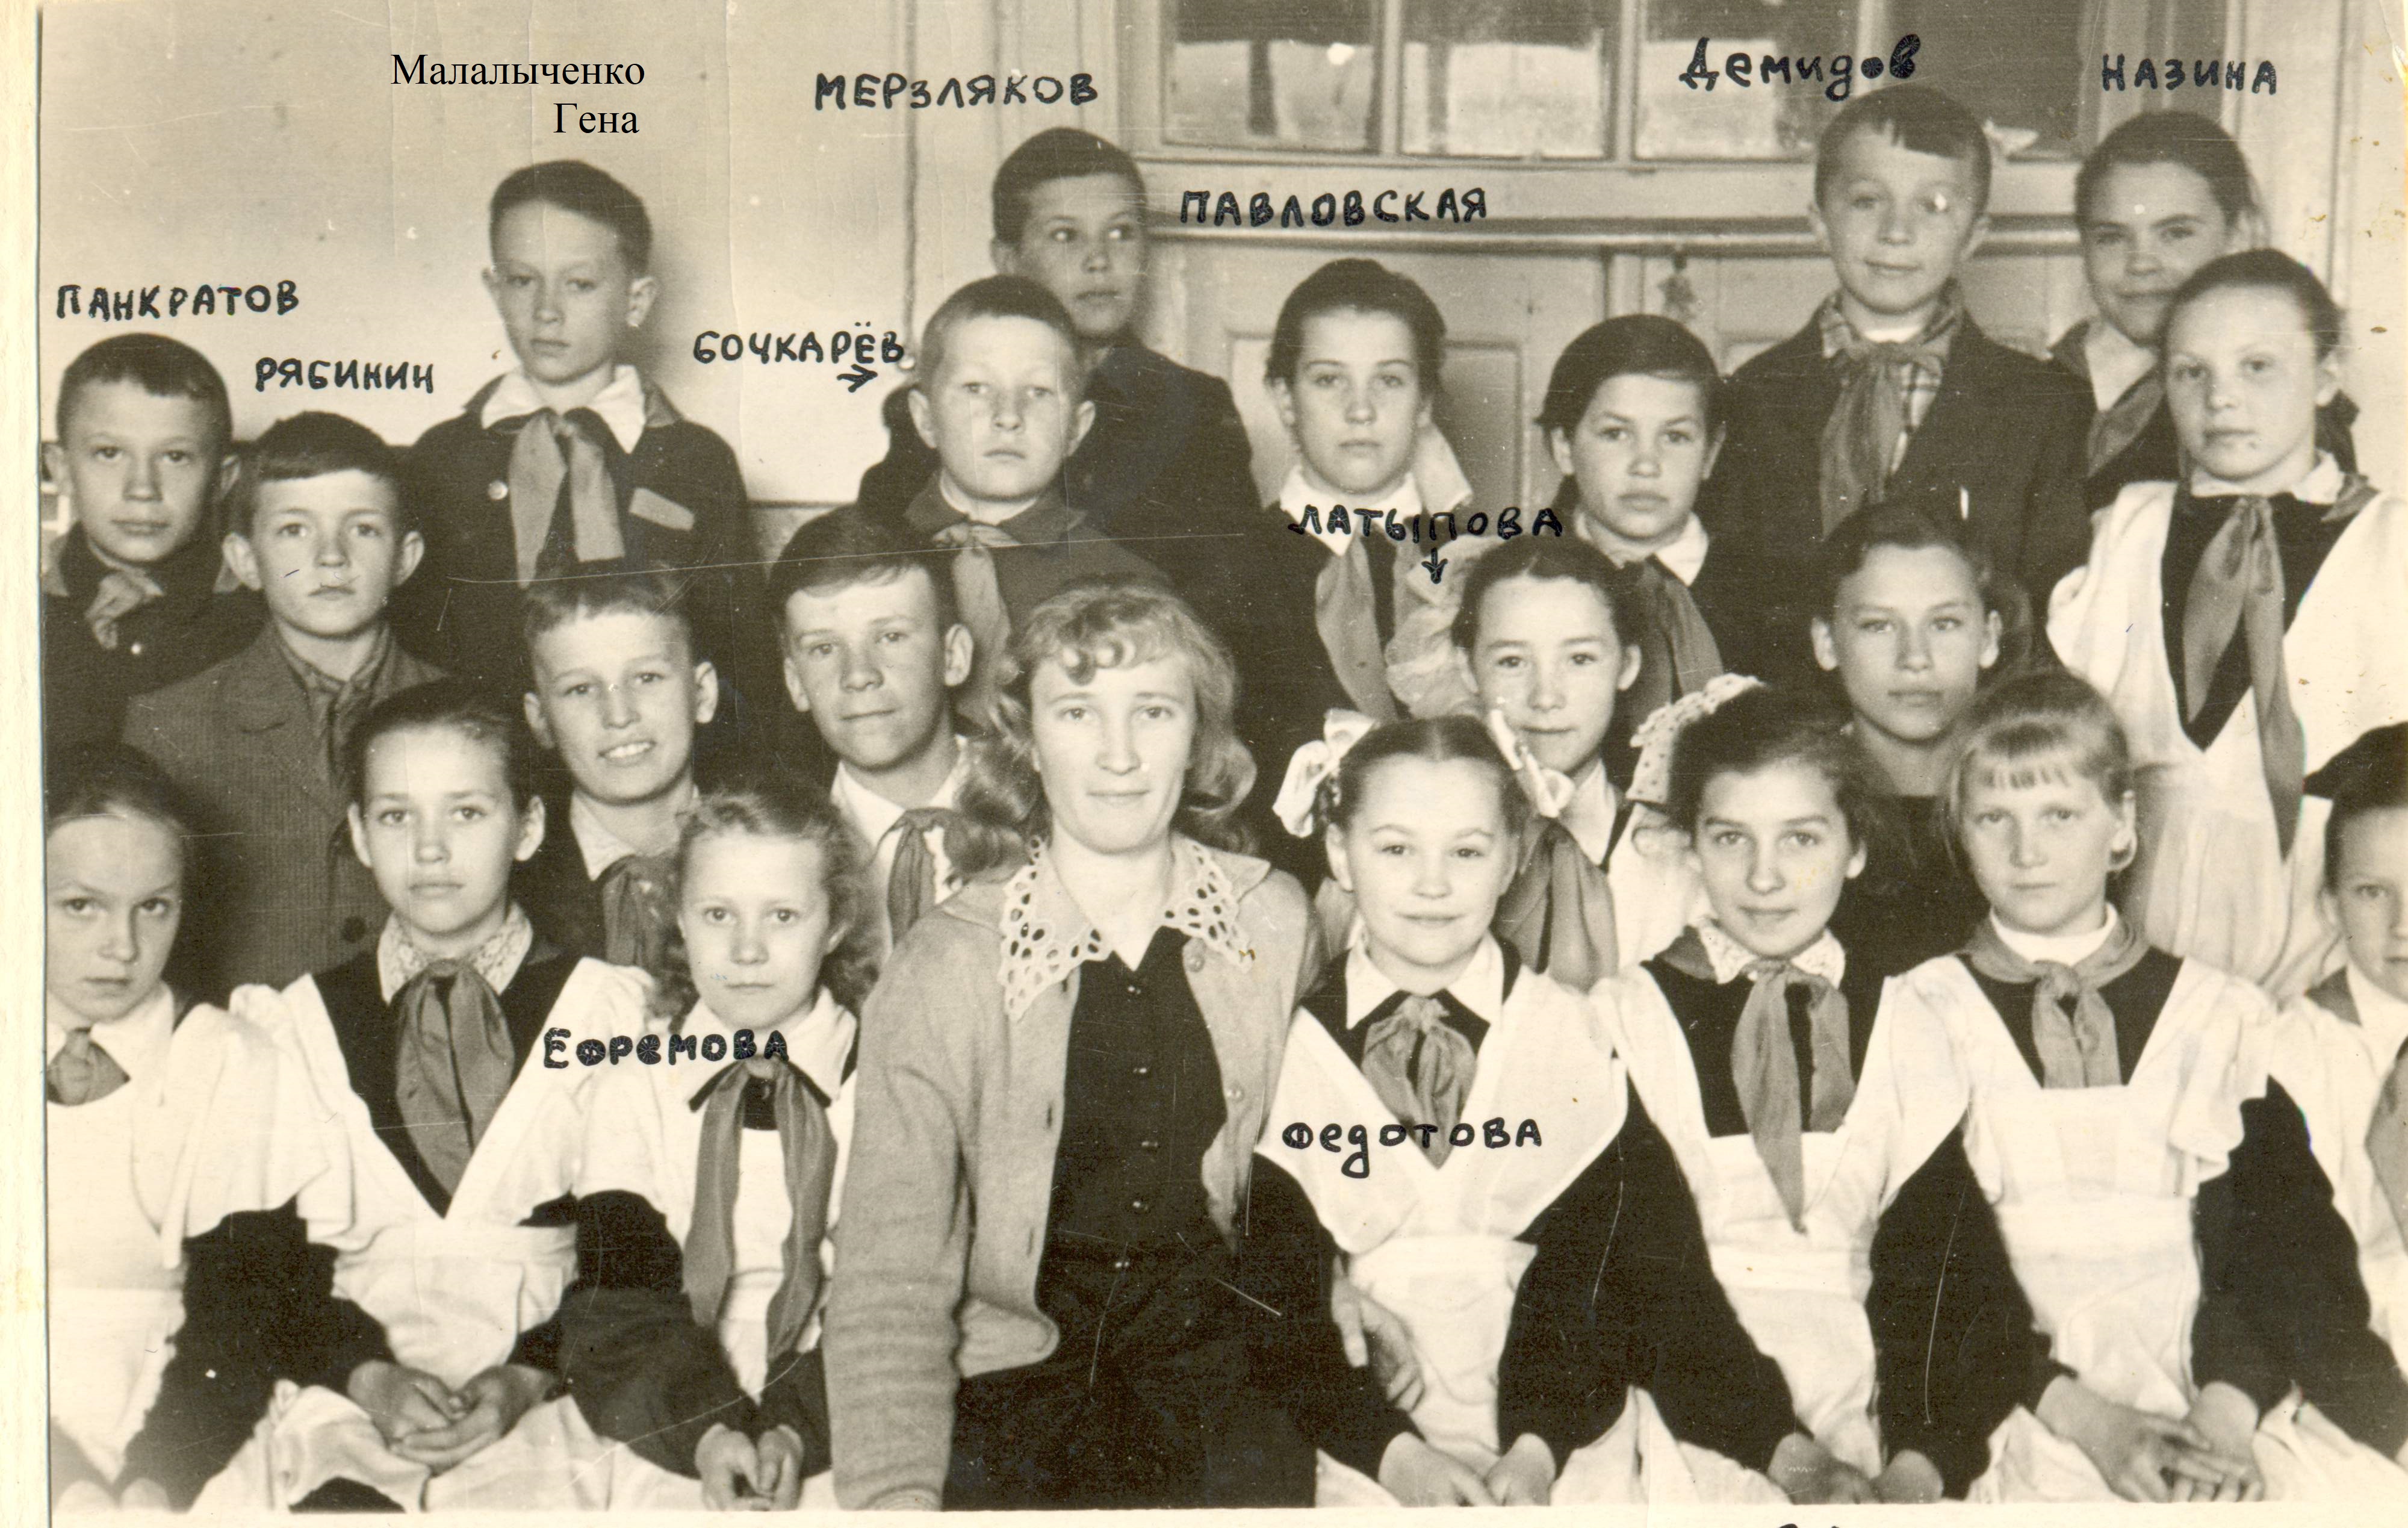 Малалыченко
Гена
МЕРЗЛЯКОВ
Демидов
НАЗИНА
ПАВЛОВСКАЯ
ПАНКРАТОВ
РЯБИНИН
БОЧКАРЁВ
ЛАТЫПОВА
ЕФРЕМОВА
Федотова